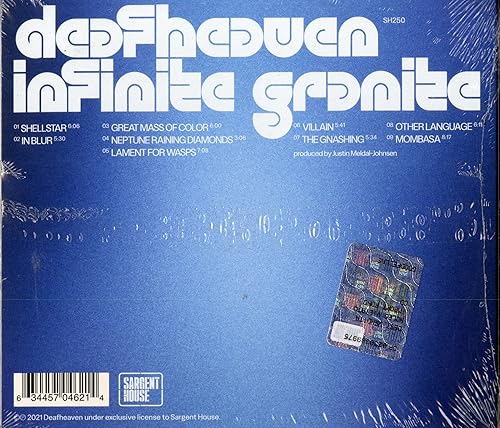 deafheaven
SH250
infinite granite
01 SHELLSTAR 6:06
02 IN BLUR 5:30
03 GREAT MASS OF COLOR 6:00
04 NEPTUNE RAINING DIAMONDS 3:06
05 LAMENT FOR WASPS 7:08
06 VILLAIN 5:41
07 THE GNASHING 5:34
08 OTHER LANGUAGE 6:11
09 MOMBASA 8:17
produced by Justin Meldal-Johnsen
6 34457 04621 4
SARGENT
HOUSE
℗© 2021 Deafheaven under exclusive license to Sargent House.